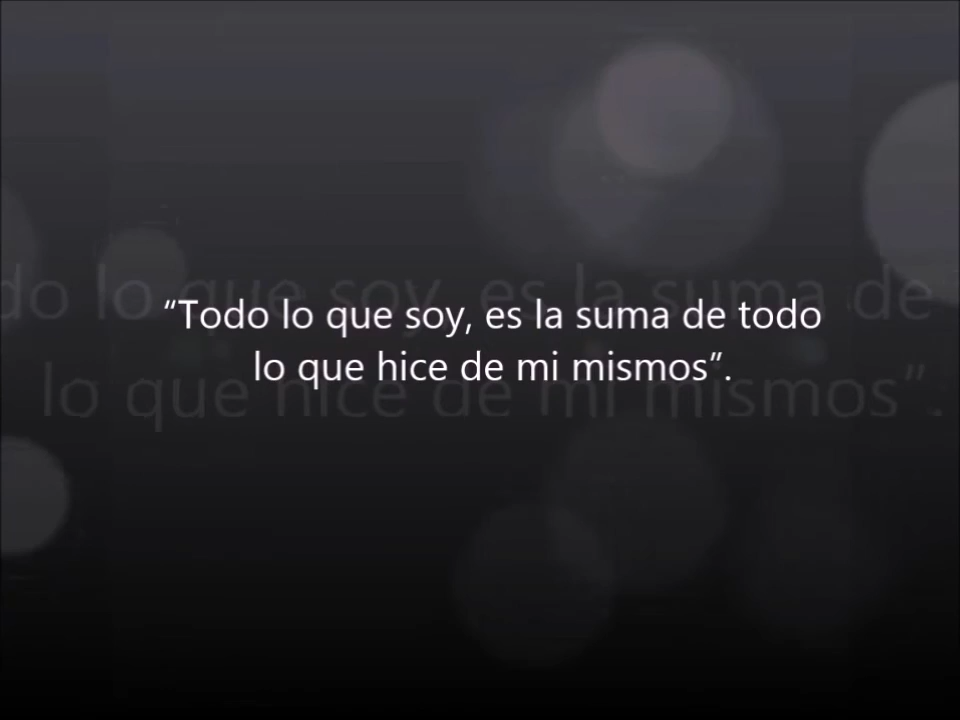 “Todo lo que soy, es la suma de todo
lo que hice de mi mismos”.